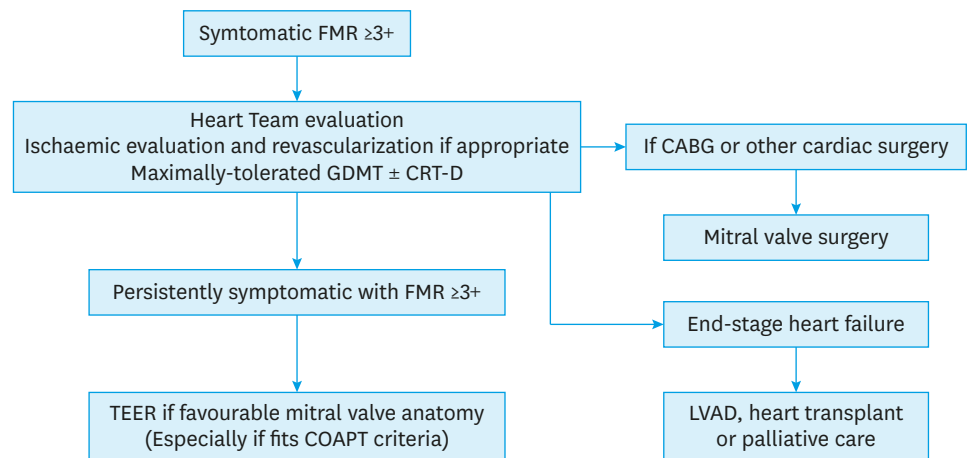 Symtomatic FMR ≥3+
Heart Team evaluation
Ischaemic evaluation and revascularization if appropriate
Maximally-tolerated GDMT ± CRT-D
If CABG or other cardiac surgery
Mitral valve surgery
Persistently symptomatic with FMR ≥3+
End-stage heart failure
TEER if favourable mitral valve anatomy
(Especially if fits COAPT criteria)
LVAD, heart transplant
or palliative care